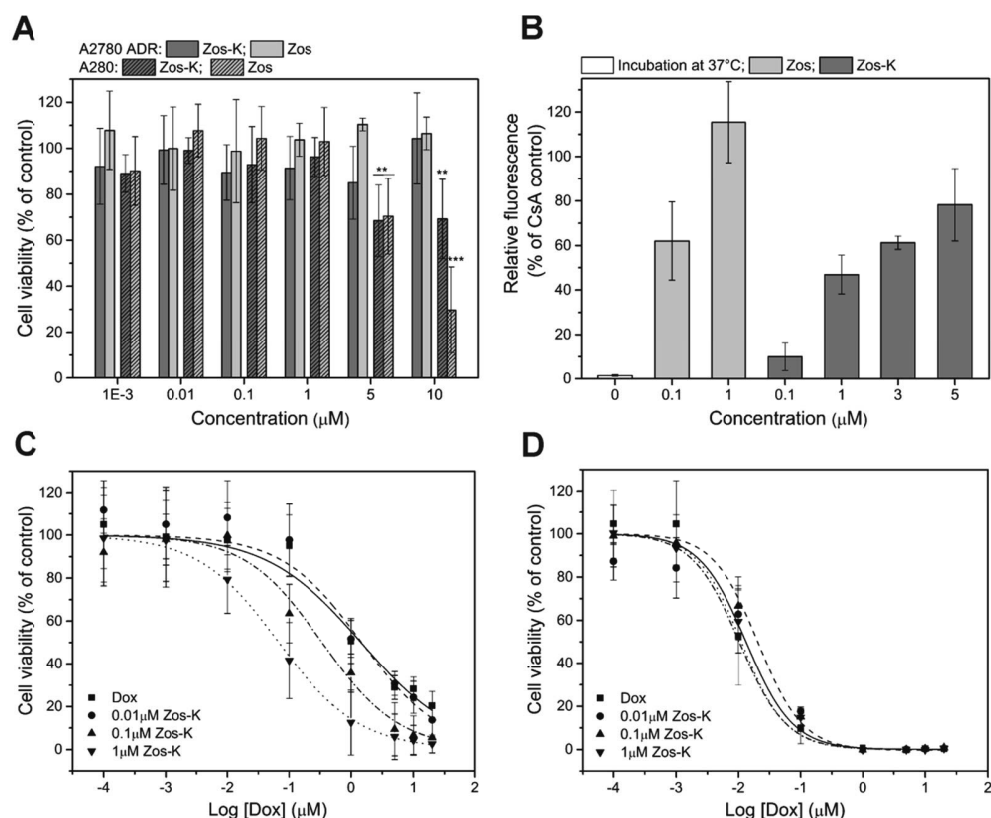 A
A2780 ADR: Zos-K; Zos
A280: Zos-K; Zos
Cell viability (% of control)
120
100
80
60
40
20
0
**
**
***
1E-3 0.01 0.1 1 5 10
Concentration (μM)
B
Incubation at 37°C; Zos; Zos-K
Relative fluorescence
(% of CsA control)
120
100
80
60
40
20
0
0 0.1 1 0.1 1 3 5
Concentration (μM)
C
Cell viability (% of control)
120
100
80
60
40
20
0
Dox
0.01μM Zos-K
0.1μM Zos-K
1μM Zos-K
-4 -3 -2 -1 0 1 2
Log [Dox] (μM)
D
Cell viability (% of control)
120
100
80
60
40
20
0
Dox
0.01μM Zos-K
0.1μM Zos-K
1μM Zos-K
-4 -3 -2 -1 0 1 2
Log [Dox] (μM)